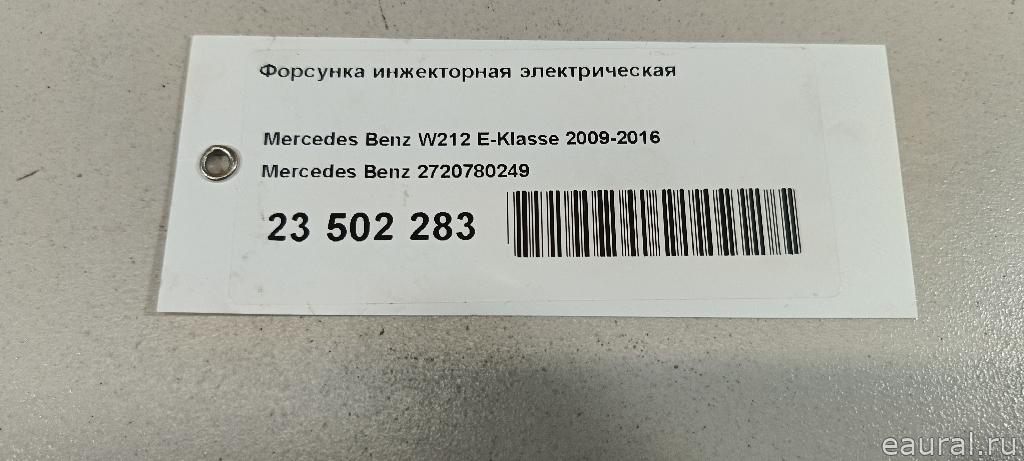 Форсунка инжекторная электрическая
Mercedes Benz W212 E-Klasse 2009-2016
Mercedes Benz 2720780249
23 502 283
eaural.ru